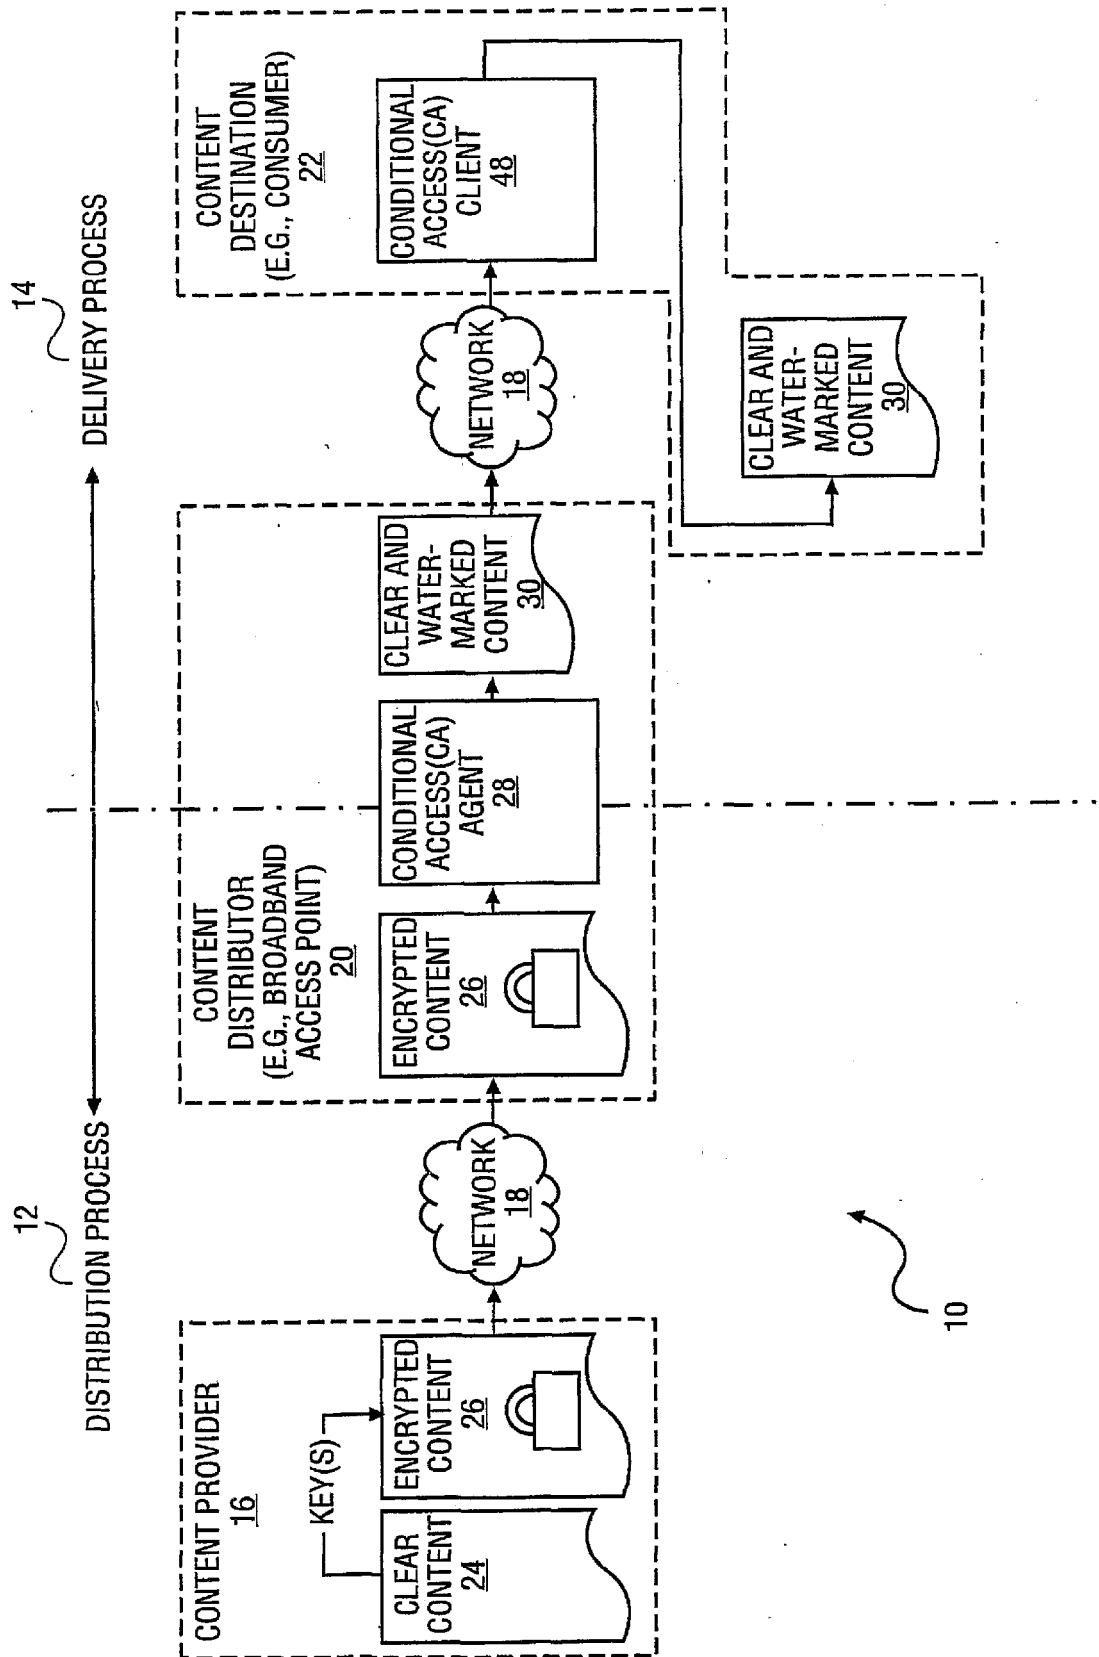 12
DISTRIBUTION PROCESS
14
DELIVERY PROCESS
CONTENT PROVIDER
16
KEY(S)
CLEAR
CONTENT
24
ENCRYPTED
CONTENT
26
NETWORK
18
CONTENT
DISTRIBUTOR
(E.G., BROADBAND
ACCESS POINT)
20
ENCRYPTED
CONTENT
26
CONDITIONAL
ACCESS(CA)
AGENT
28
CLEAR AND
WATER-
MARKED
CONTENT
30
NETWORK
18
CONTENT
DESTINATION
(E.G., CONSUMER)
22
CONDITIONAL
ACCESS(CA)
CLIENT
48
CLEAR AND
WATER-
MARKED
CONTENT
30
10